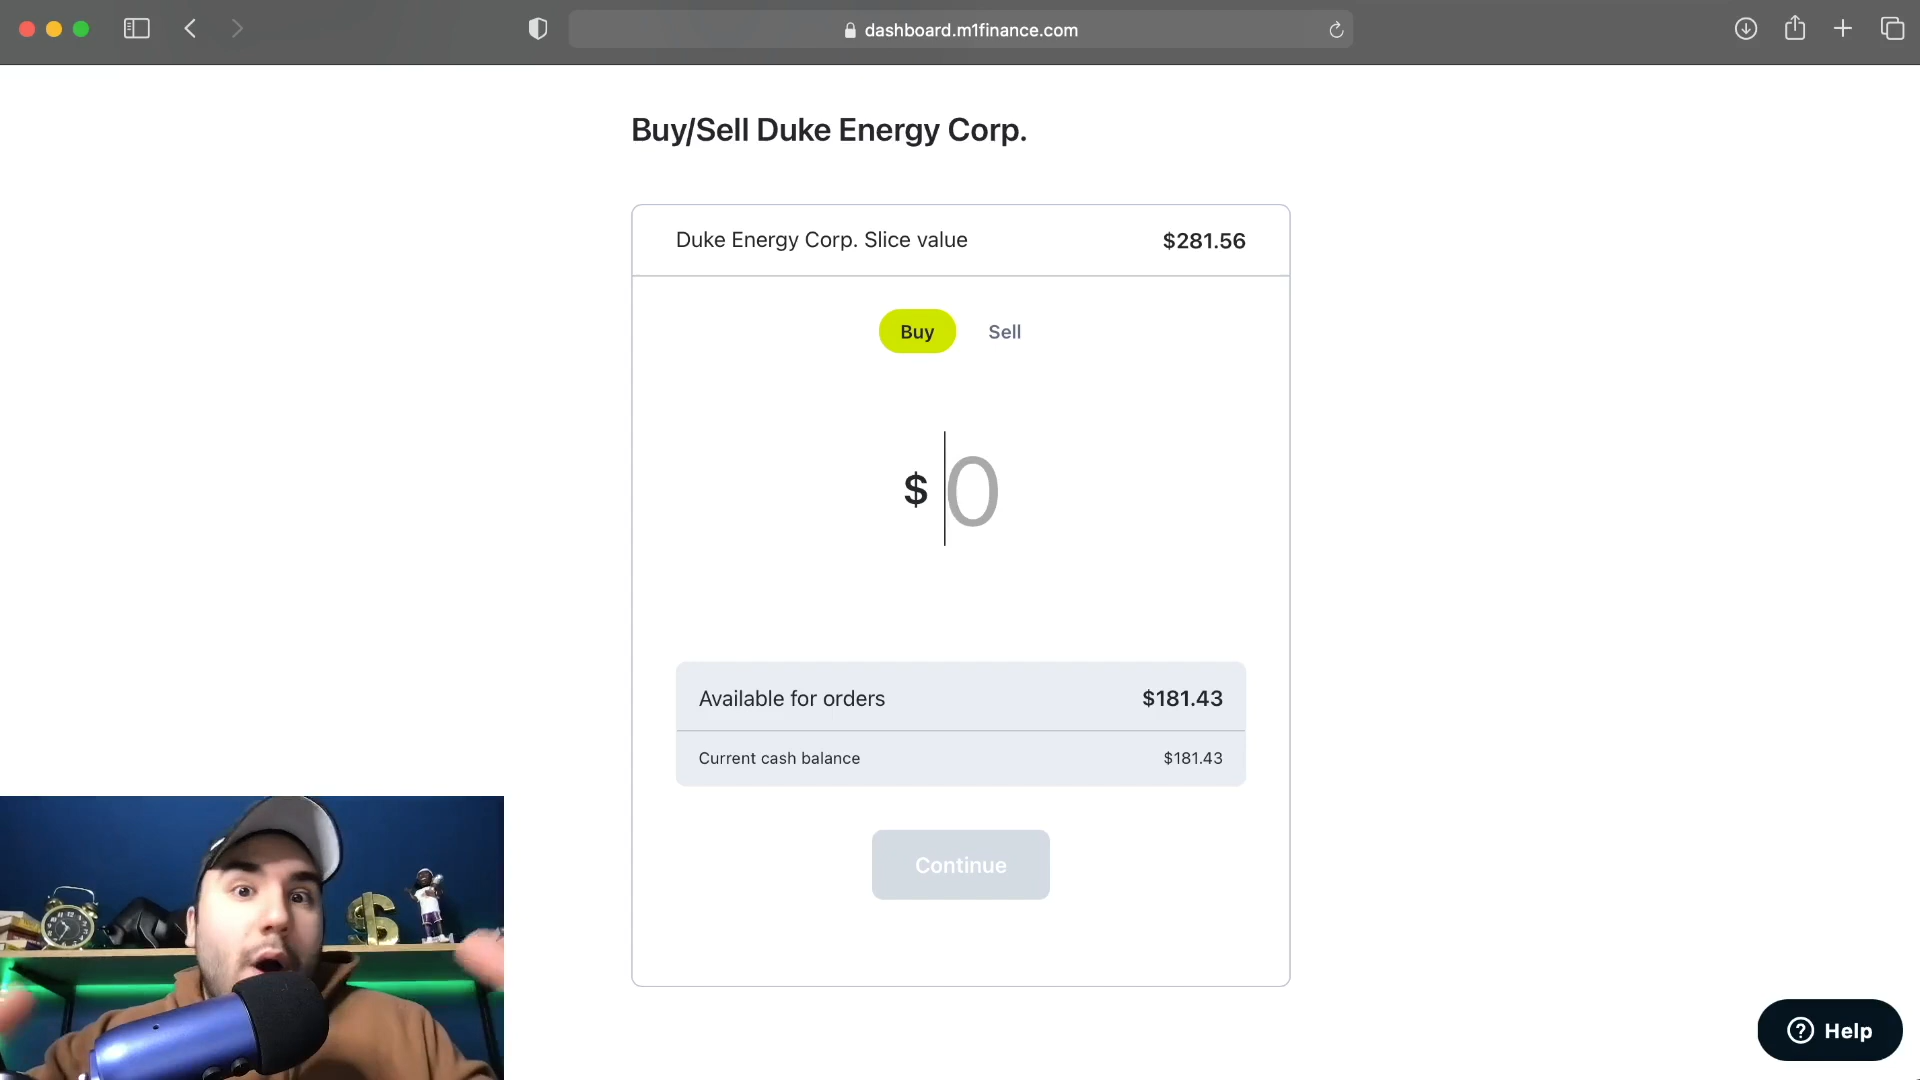 dashboard.m1finance.com
Buy/Sell Duke Energy Corp.
Duke Energy Corp. Slice value $281.56
Buy Sell
$ 0
Available for orders $181.43
Current cash balance $181.43
Continue
Help